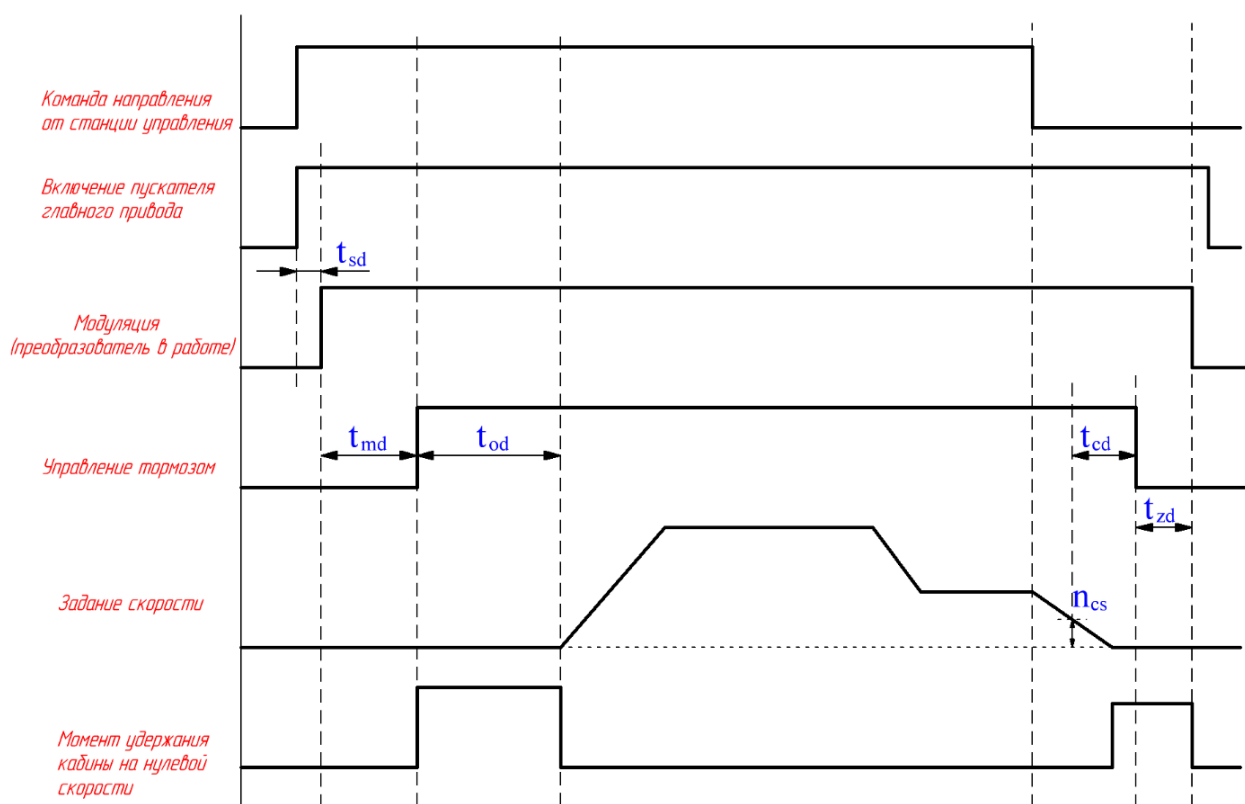 Команда направления
от станции управления
Включение пускателя
главного привода
tsd
Модуляция
(преобразователь в работе)
tmd
tod
tcd
Управление тормозом
tzd
ncs
Задание скорости
Момент удержания
кабины на нулевой
скорости